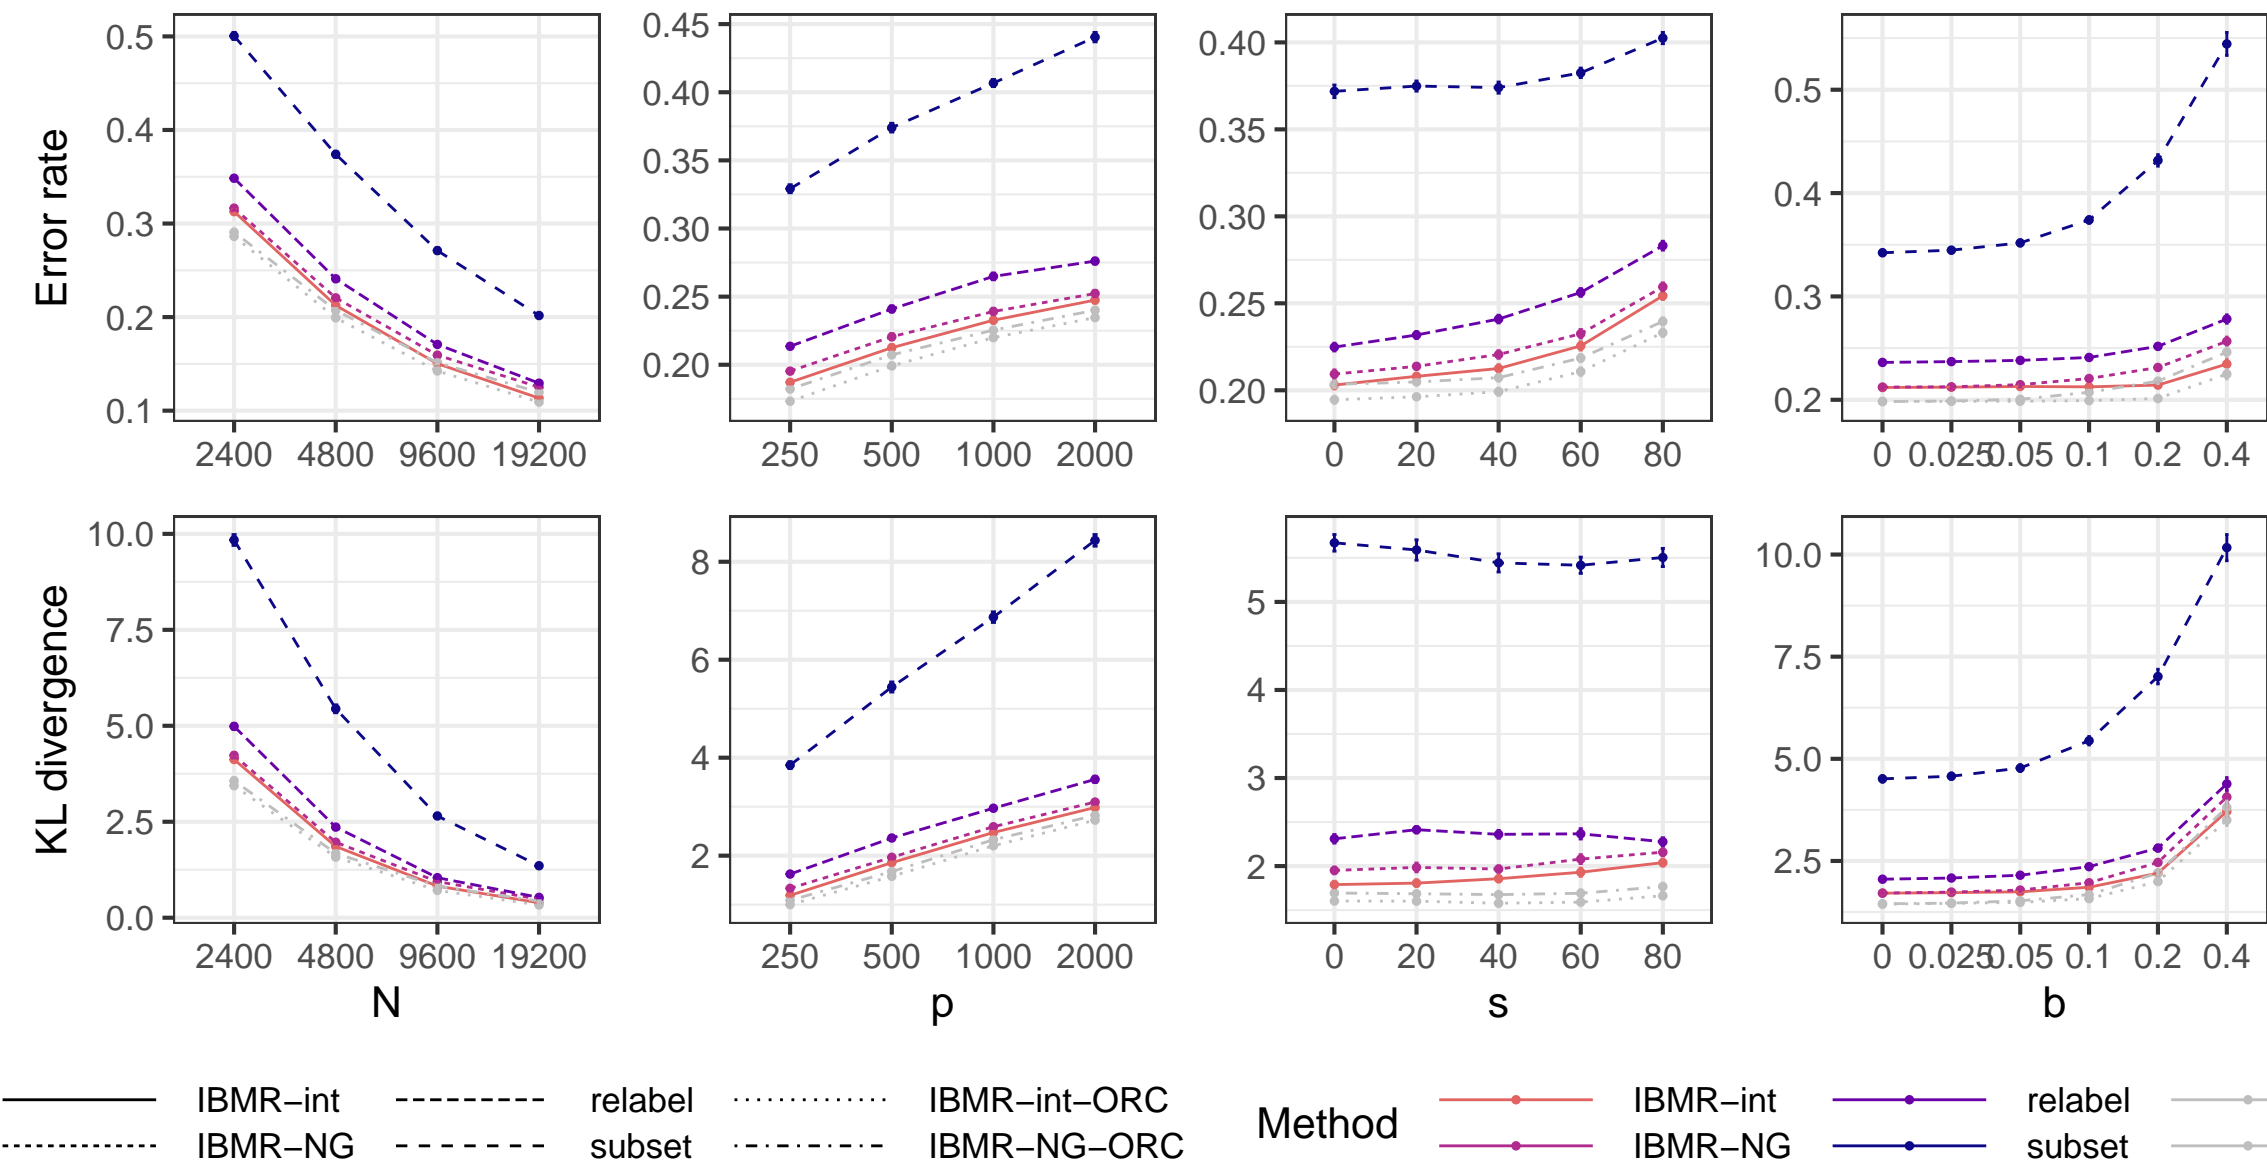 0.5
0.4
0.3
0.2
0.1
Error rate
2400 4800 9600 19200
0.45
0.40
0.35
0.30
0.25
0.20
250 500 1000 2000
0.40
0.35
0.30
0.25
0.20
0 20 40 60 80
0.5
0.4
0.3
0.2
0 0.025 0.05 0.1 0.2 0.4
10.0
7.5
5.0
2.5
0.0
KL divergence
2400 4800 9600 19200
N
8
6
4
2
250 500 1000 2000
p
5
4
3
2
0 20 40 60 80
s
10.0
7.5
5.0
2.5
0 0.025 0.05 0.1 0.2 0.4
b
IBMR−int relabel IBMR−int−ORC
IBMR−NG subset IBMR−NG−ORC
Method
IBMR−int relabel
IBMR−NG subset